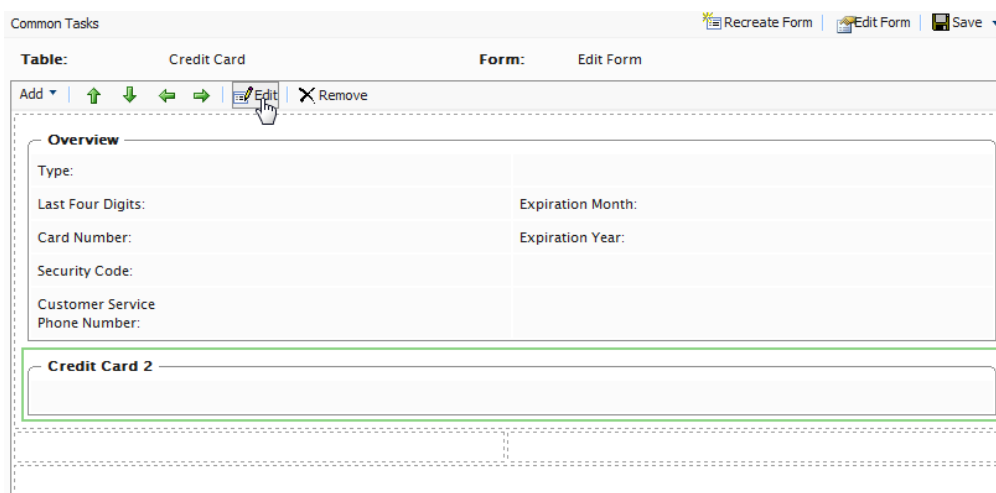 Common Tasks Recreate Form Edit Form Save
Table: Credit Card Form: Edit Form
Add Edit Remove
Overview
Type:
Last Four Digits: Expiration Month:
Card Number: Expiration Year:
Security Code:
Customer Service
Phone Number:
Credit Card 2